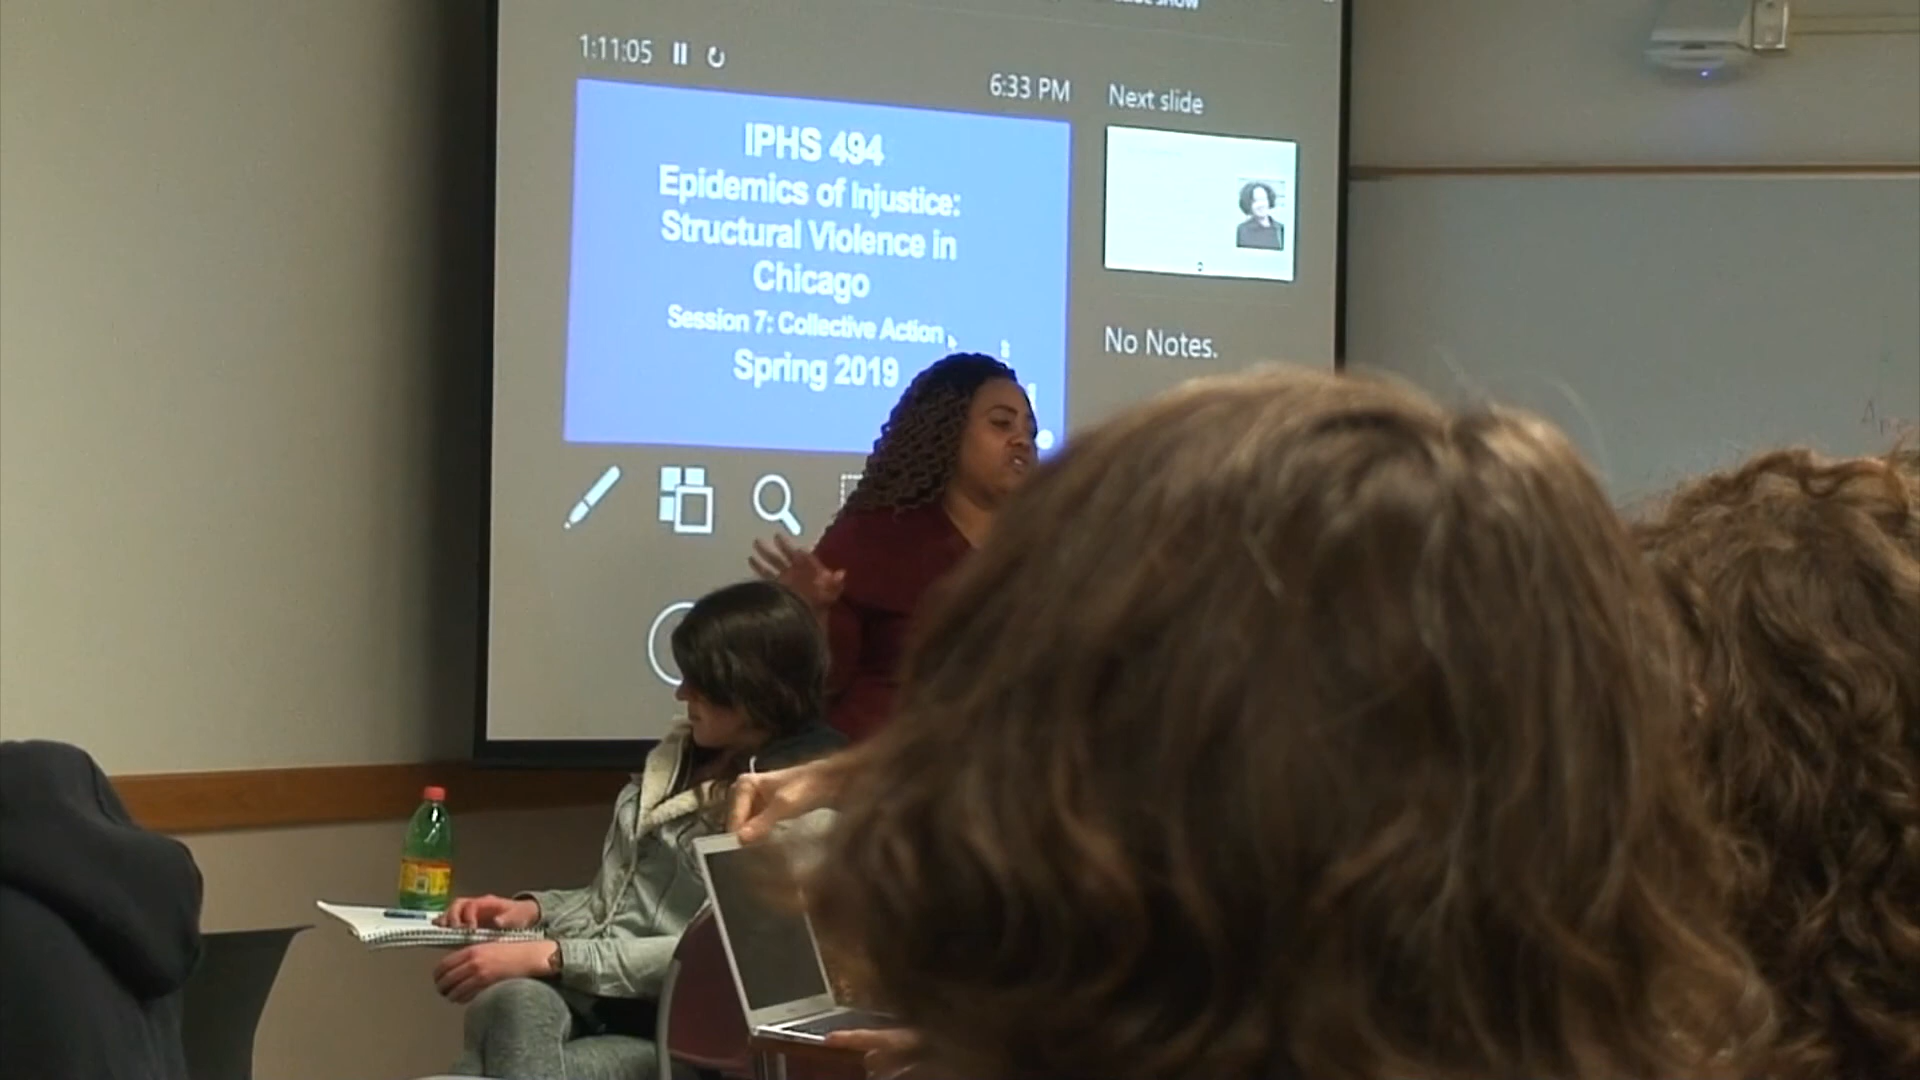 1:11:05
6:33 PM
Next slide
IPHS 494
Epidemics of Injustice:
Structural Violence in
Chicago
Session 7: Collective Action
Spring 2019
No Notes.